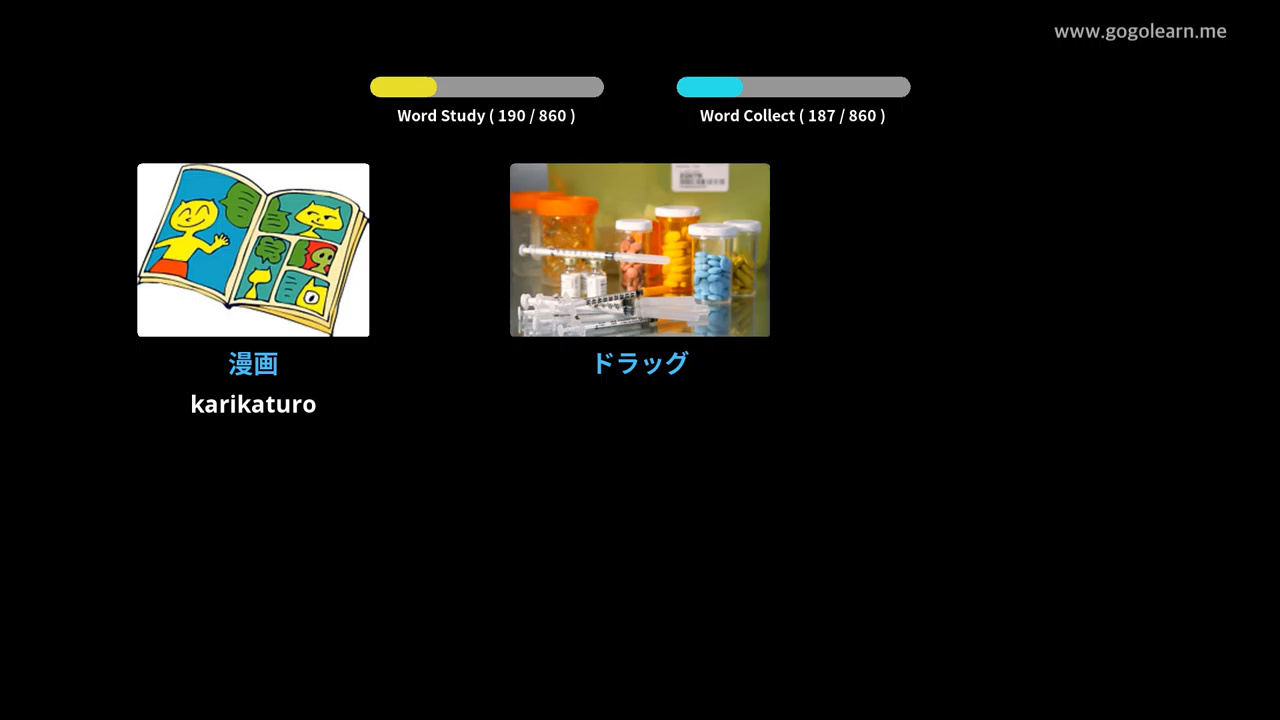 www.gogolearn.me
Word Study ( 190 / 860 )
Word Collect ( 187 / 860 )
漫画
karikaturo
ドラッグ